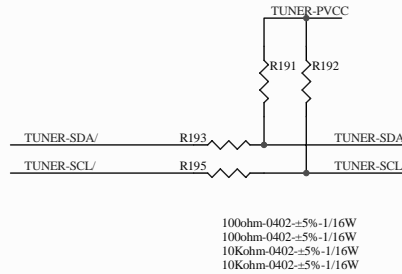 TUNER-PVCC
R191 R192
TUNER-SDA/ R193 TUNER-SDA
TUNER-SCL/ R195 TUNER-SCL
100ohm-0402-±5%-1/16W
100ohm-0402-±5%-1/16W
10Kohm-0402-±5%-1/16W
10Kohm-0402-±5%-1/16W